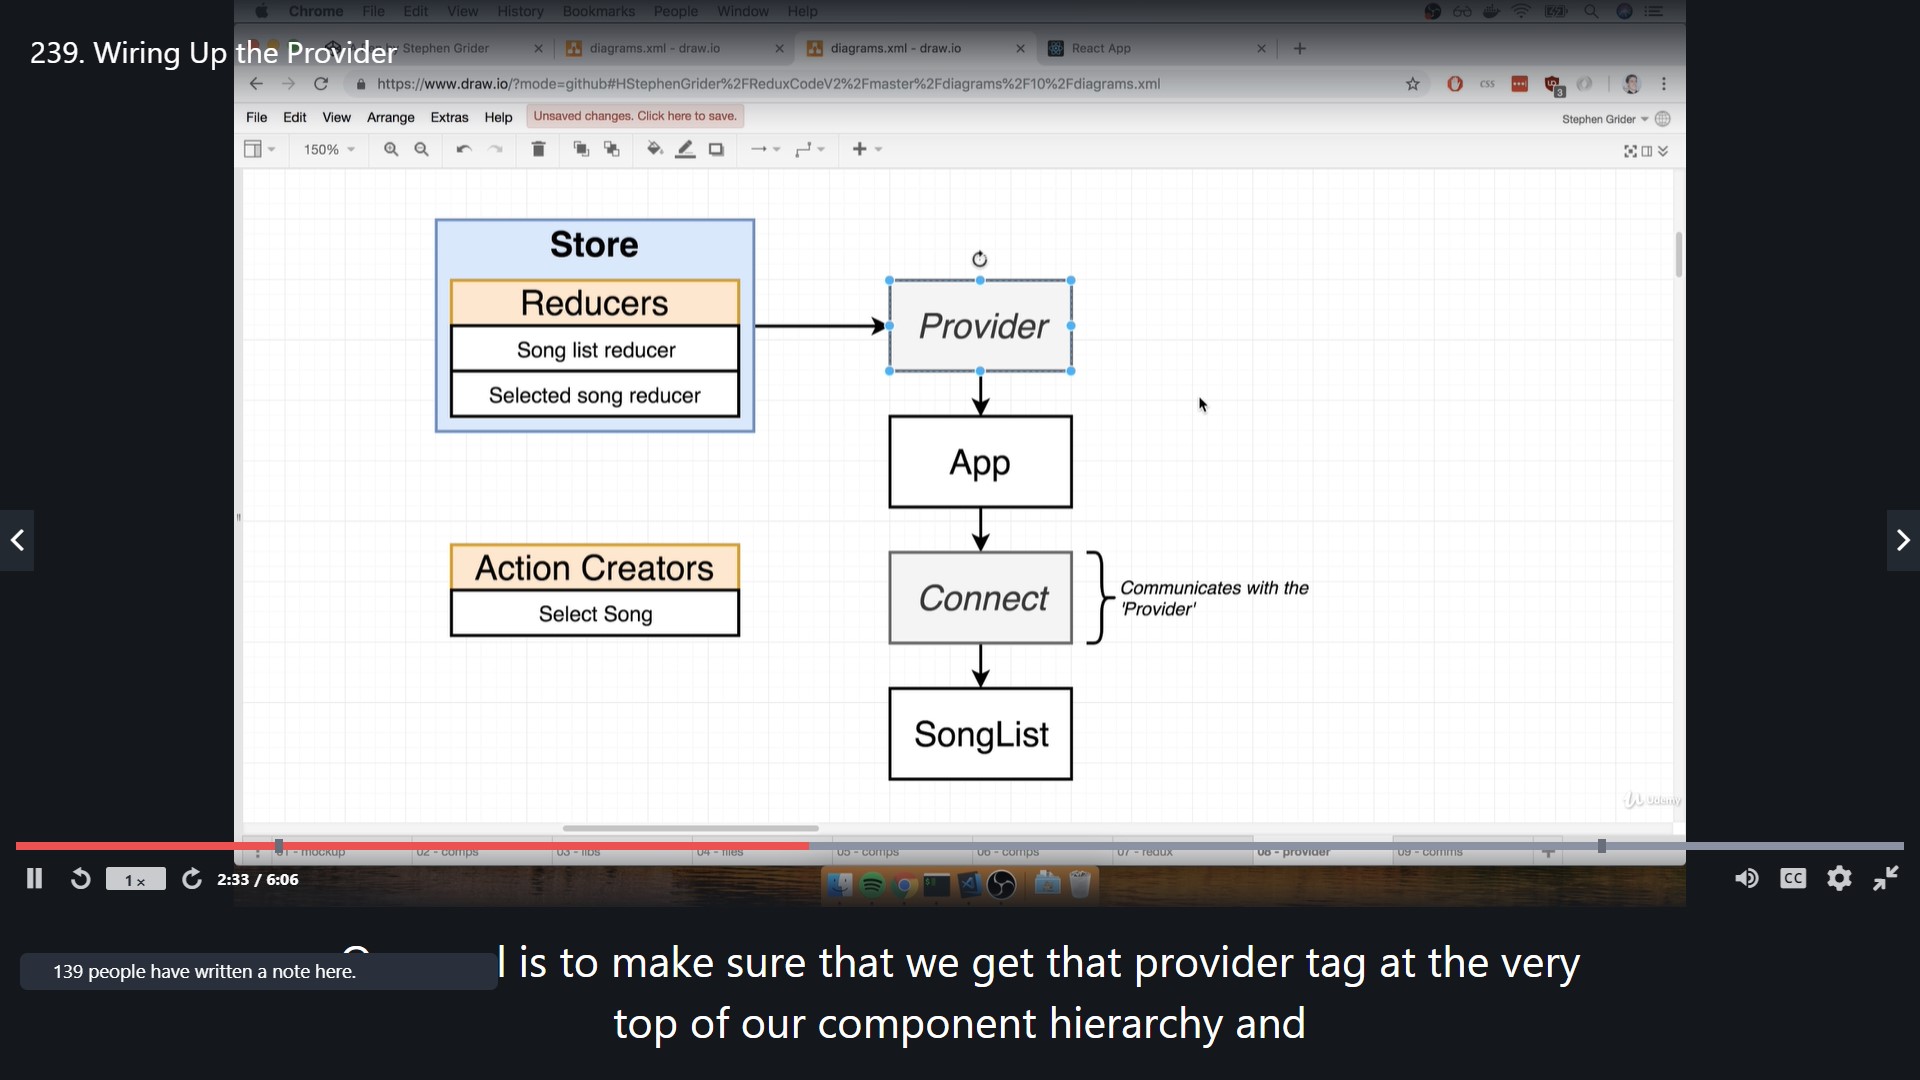 Chrome File Edit View History Bookmarks People Window Help
239. Wiring Up the Provider
by Stephen Grider
diagrams.xml - draw.io
diagrams.xml - draw.io
React App
https://www.draw.io/?mode=github#HStephenGrider%2FReduxCodeV2%2Fmaster%2Fdiagrams%2F10%2Fdiagrams.xml
css
3
File Edit View Arrange Extras Help
Unsaved changes. Click here to save.
Stephen Grider
150%
Store
Reducers
Song list reducer
Selected song reducer
Provider
App
Action Creators
Select Song
Connect
Communicates with the
'Provider'
SongList
Udemy
01 - mockup
02 - comps
03 - libs
04 - files
05 - comps
06 - comps
07 - redux
08 - provider
09 - comms
1 x
2:33 / 6:06
CC
139 people have written a note here.
is to make sure that we get that provider tag at the very
top of our component hierarchy and